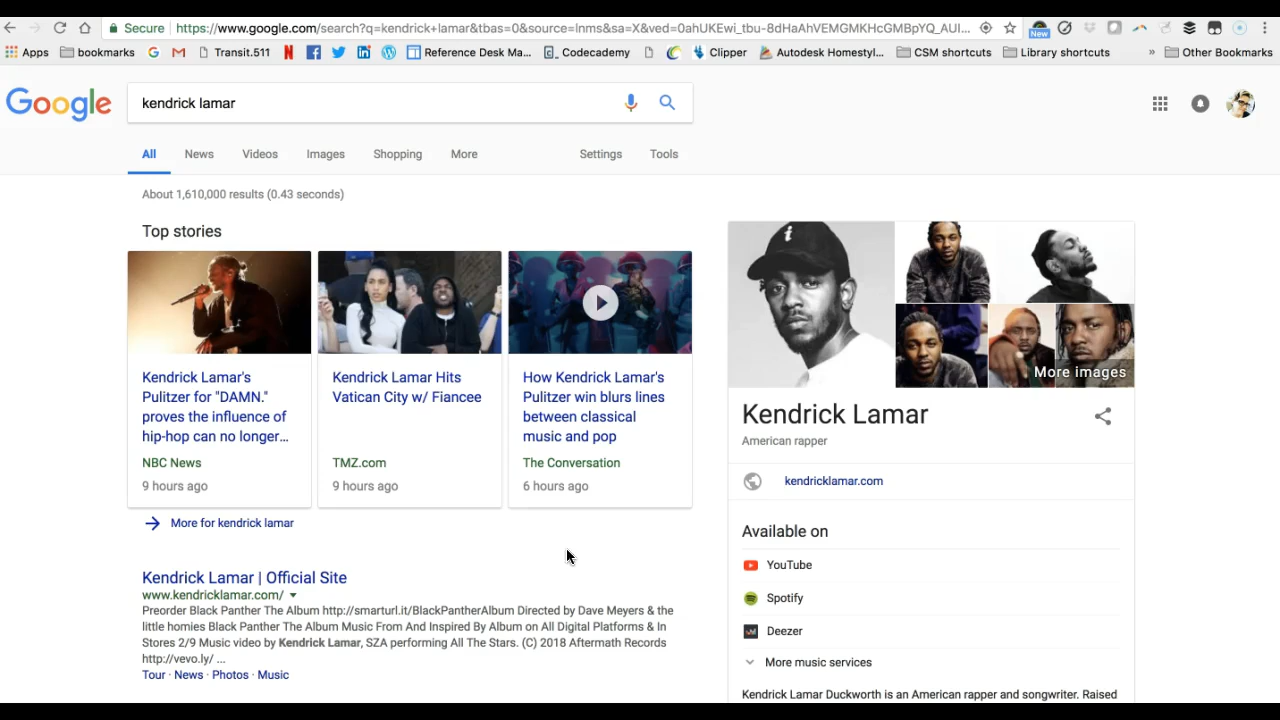 Secure https://www.google.com/search?q=kendrick+lamar&tbas=0&source=lnms&sa=X&ved=0ahUKEwi_tbu-8dHaAhVEMGMKHcGMBpYQ_AUI...
New
Apps bookmarks Transit.511 Reference Desk Ma... Codecademy Clipper Autodesk Homestyl... CSM shortcuts Library shortcuts » Other Bookmarks
Google kendrick lamar
All News Videos Images Shopping More Settings Tools
About 1,610,000 results (0.43 seconds)
Top stories
Kendrick Lamar's
Pulitzer for "DAMN."
proves the influence of
hip-hop can no longer...
NBC News
9 hours ago
Kendrick Lamar Hits
Vatican City w/ Fiancee
TMZ.com
9 hours ago
How Kendrick Lamar's
Pulitzer win blurs lines
between classical
music and pop
The Conversation
6 hours ago
More for kendrick lamar
Kendrick Lamar | Official Site
www.kendricklamar.com/
Preorder Black Panther The Album http://smarturl.it/BlackPantherAlbum Directed by Dave Meyers & the
little homies Black Panther The Album Music From And Inspired By Album on All Digital Platforms & In
Stores 2/9 Music video by Kendrick Lamar, SZA performing All The Stars. (C) 2018 Aftermath Records
http://vevo.ly/ ...
Tour · News · Photos · Music
More images
Kendrick Lamar
American rapper
kendricklamar.com
Available on
YouTube
Spotify
Deezer
More music services
Kendrick Lamar Duckworth is an American rapper and songwriter. Raised